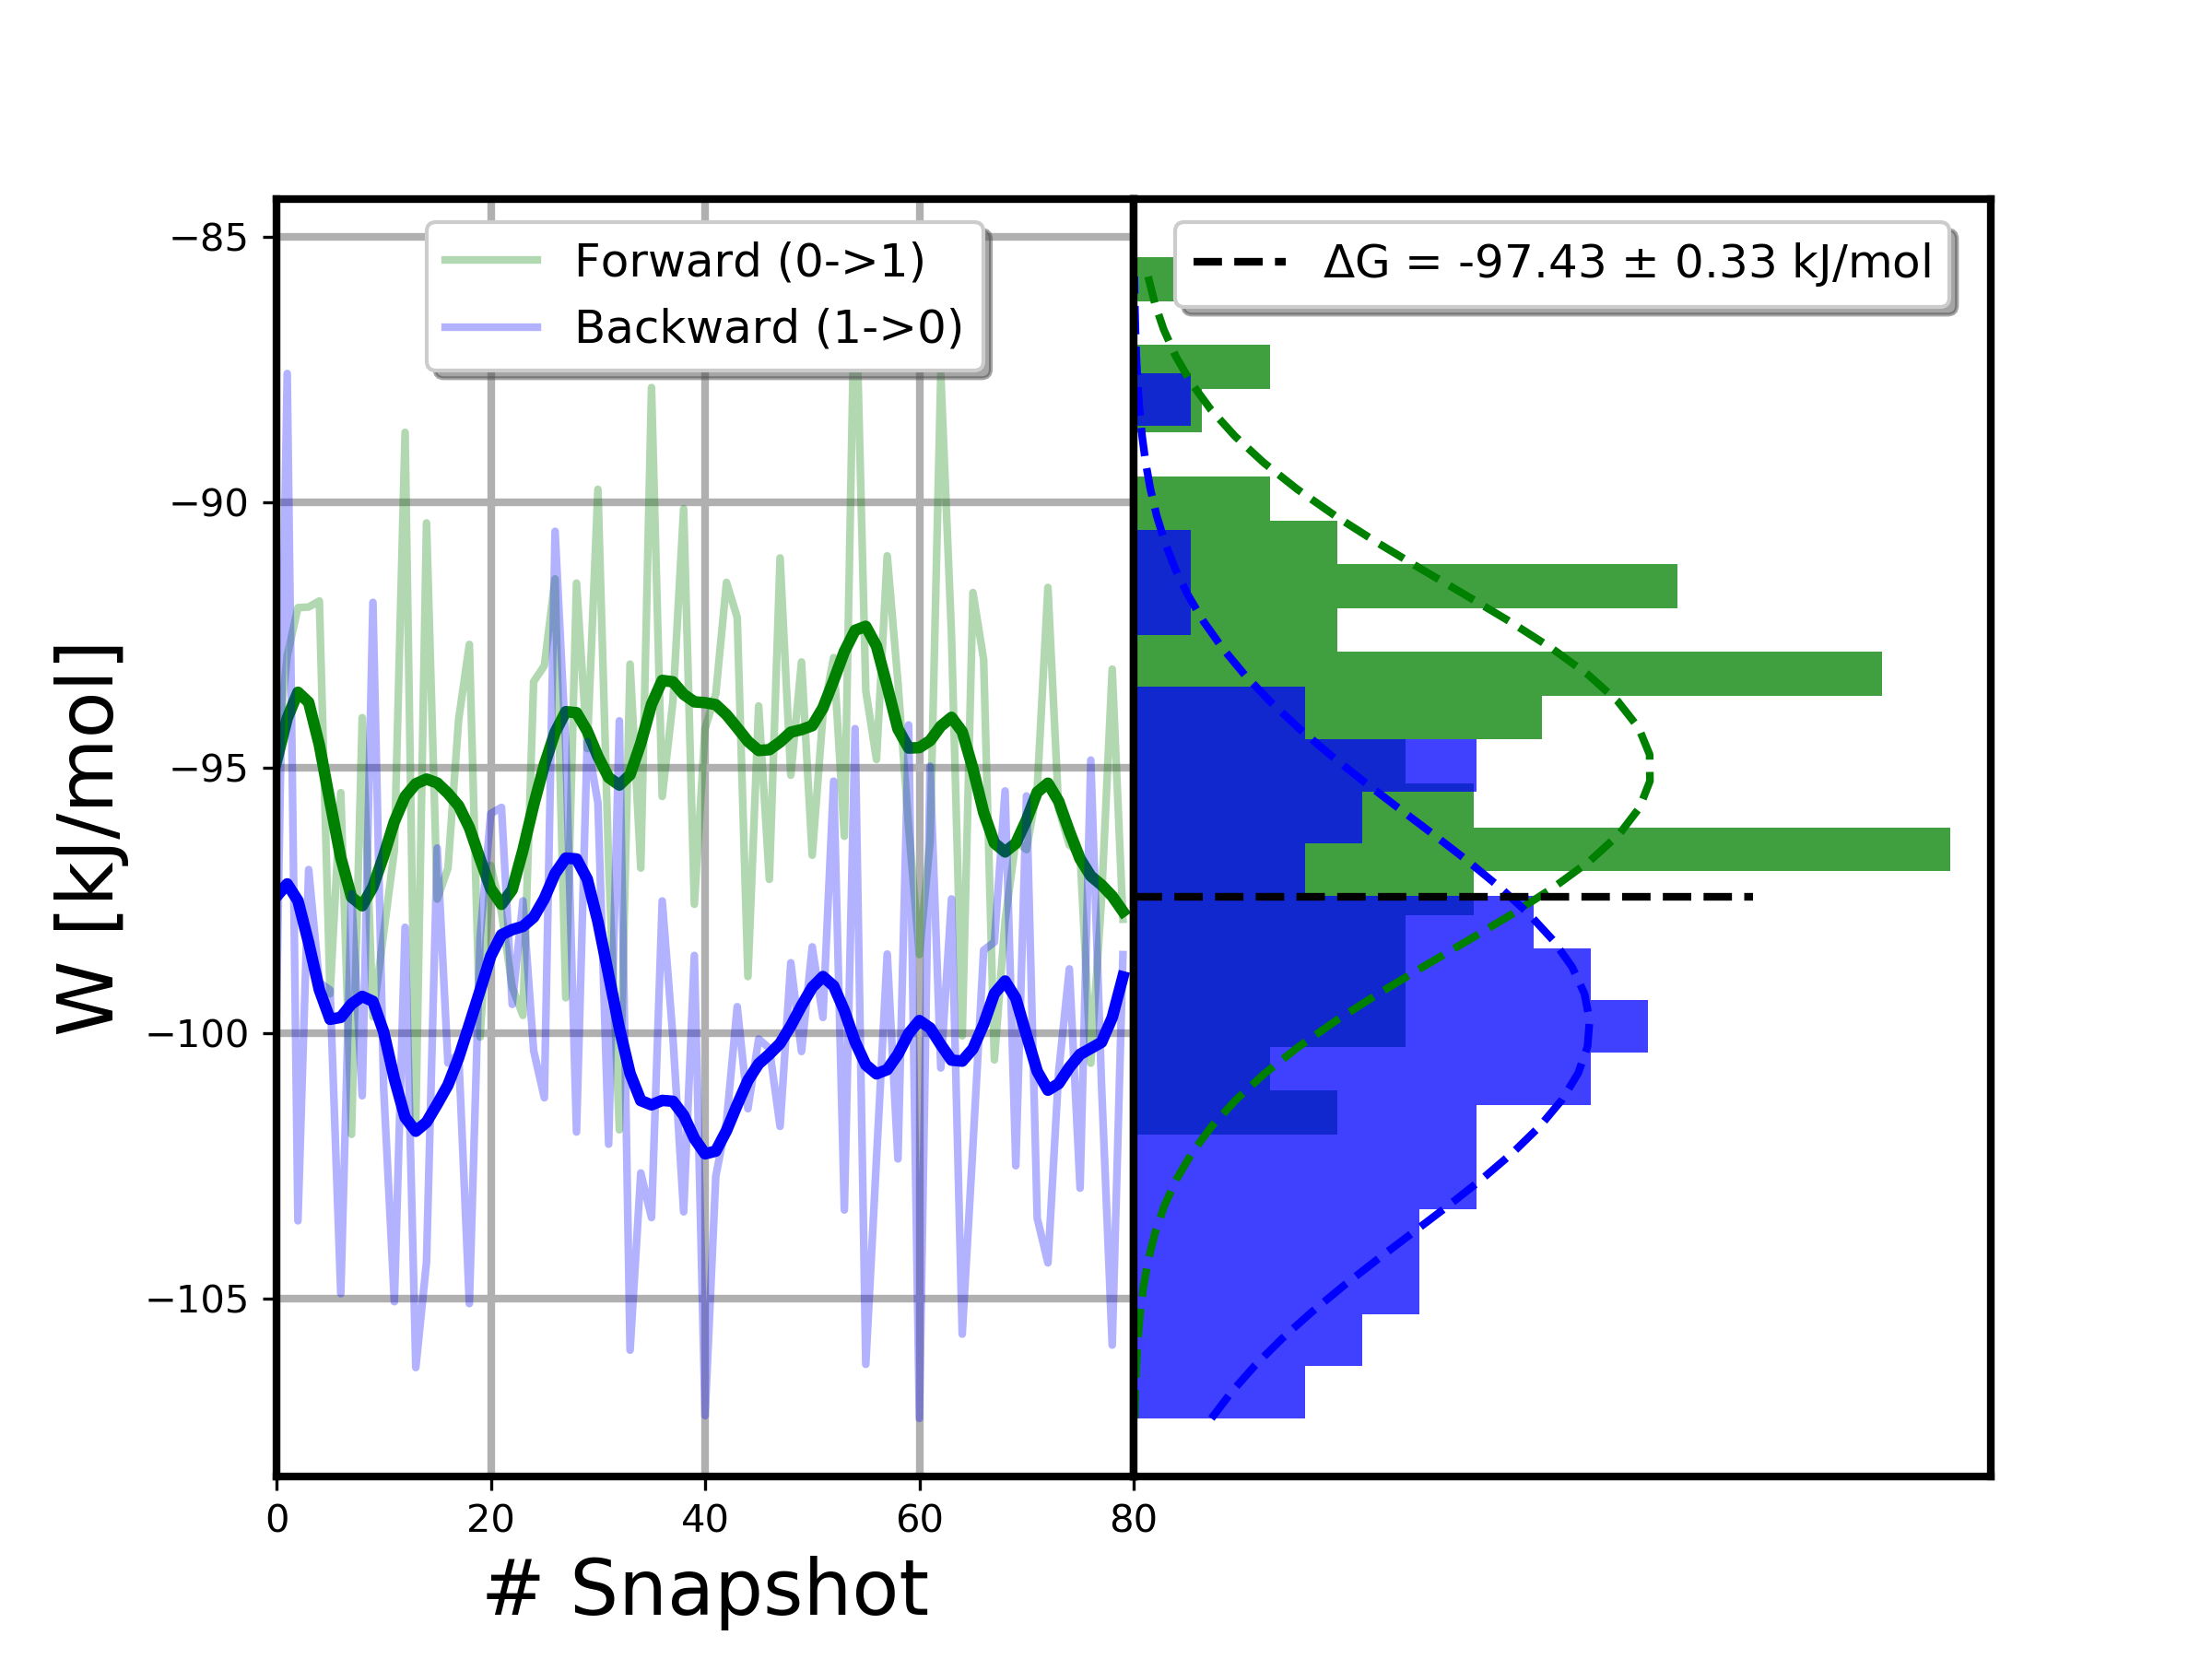 Forward (0->1)
Backward (1->0)
ΔG = -97.43 ± 0.33 kJ/mol
W [kJ/mol]
−85
−90
−95
−100
−105
0 20 40 60 80
# Snapshot